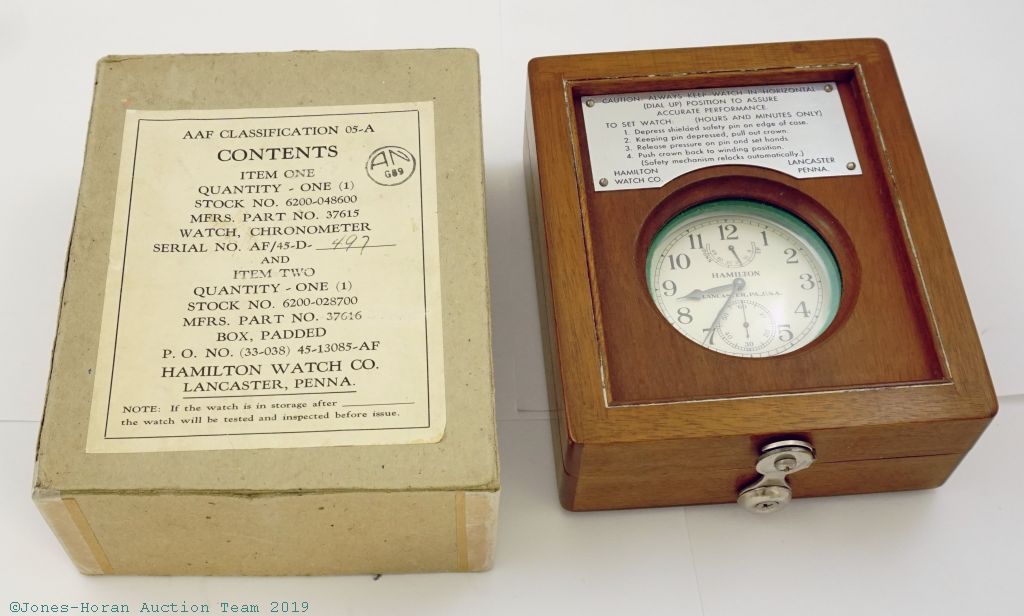 AAF CLASSIFICATION 05-A
CONTENTS
AN
G89
ITEM ONE
QUANTITY - ONE (1)
STOCK NO. 6200-048600
MFRS. PART NO. 37615
WATCH, CHRONOMETER
SERIAL NO. AF/45-D- 497
AND
ITEM TWO
QUANTITY - ONE (1)
STOCK NO. 6200-028700
MFRS. PART NO. 37616
BOX, PADDED
P. O. NO. (33-038) 45-13085-AF
HAMILTON WATCH CO.
LANCASTER, PENNA.
NOTE: If the watch is in storage after
the watch will be tested and inspected before issue.
CAUTION: ALWAYS KEEP WATCH IN HORIZONTAL
(DIAL UP) POSITION TO ASSURE
ACCURATE PERFORMANCE.
TO SET WATCH: (HOURS AND MINUTES ONLY)
1. Depress shielded safety pin on edge of case.
2. Keeping pin depressed, pull out crown.
3. Release pressure on pin and set hands.
4. Push crown back to winding position.
(Safety mechanism relocks automatically.)
HAMILTON LANCASTER
WATCH CO. PENNA.
11 12 1
10 2
HAMILTON
9 3
LANCASTER, PA., U.S.A.
8 4
7 5
60
30
©Jones-Horan Auction Team 2019